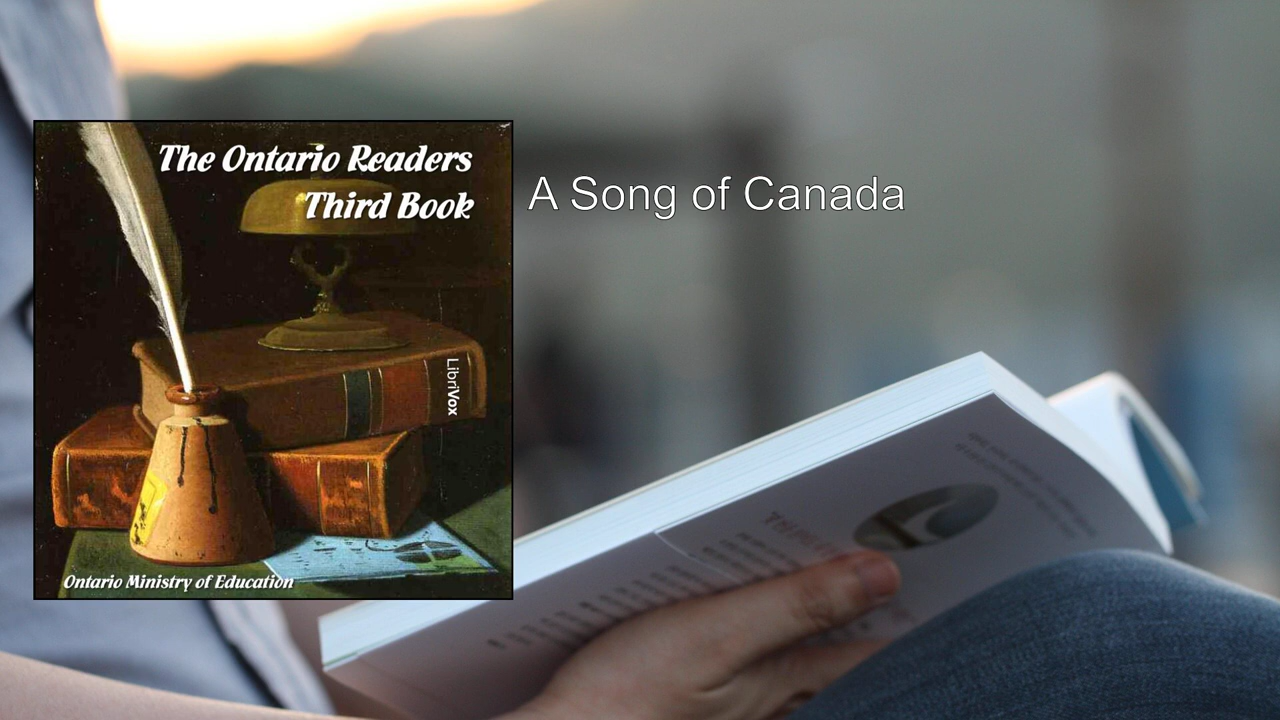 The Ontario Readers
Third Book
LibriVox
Ontario Ministry of Education
A Song of Canada